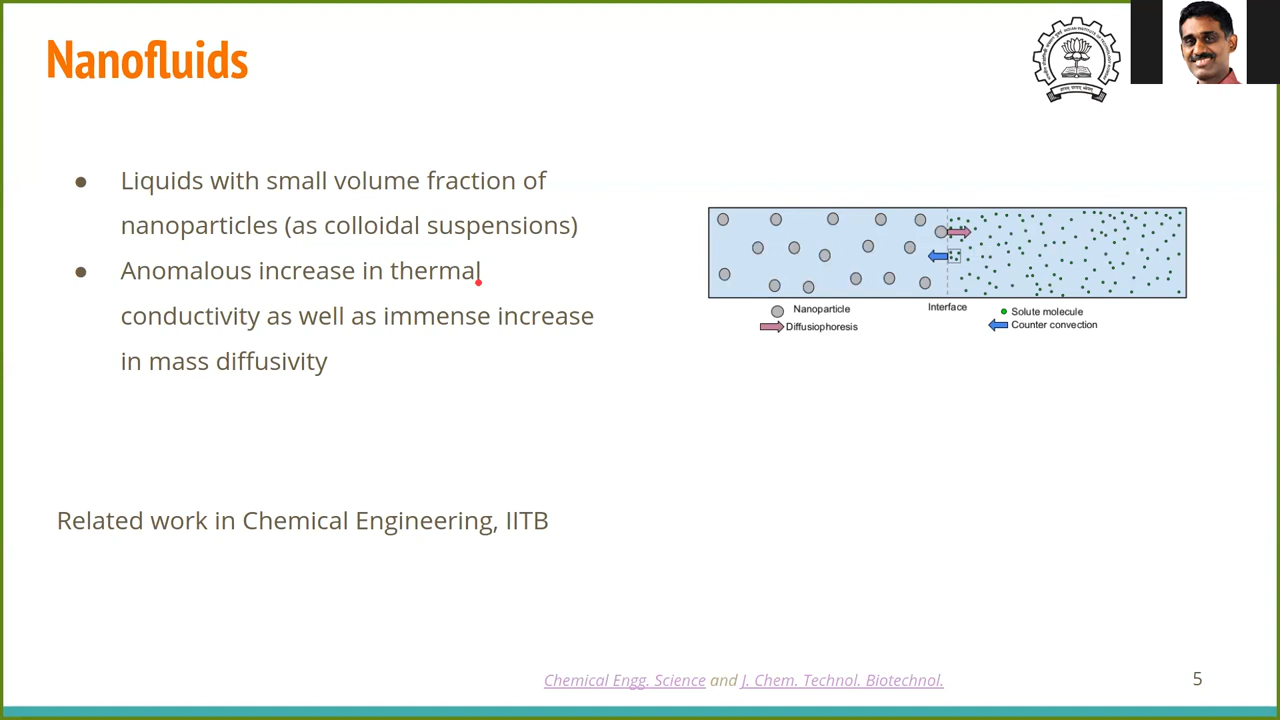 Nanofluids
● Liquids with small volume fraction of
nanoparticles (as colloidal suspensions)
● Anomalous increase in thermal
conductivity as well as immense increase
in mass diffusivity
Nanoparticle
Diffusiophoresis
Interface
Solute molecule
Counter convection
Related work in Chemical Engineering, IITB
Chemical Engg. Science and J. Chem. Technol. Biotechnol.
5